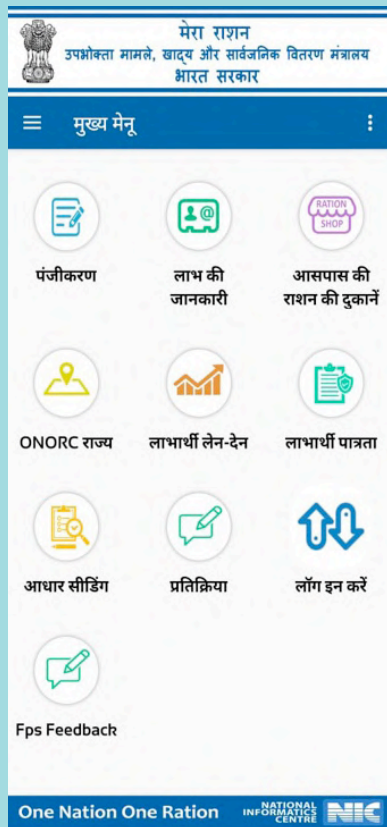 मेरा राशन
उपभोक्ता मामले, खाद्य और सार्वजनिक वितरण मंत्रालय
भारत सरकार
मुख्य मेनू
RATION
SHOP
पंजीकरण
लाभ की
जानकारी
आसपास की
राशन की दुकानें
ONORC राज्य
लाभार्थी लेन-देन
लाभार्थी पात्रता
आधार सीडिंग
प्रतिक्रिया
लॉग इन करें
Fps Feedback
One Nation One Ration
NATIONAL
INFORMATICS
CENTRE
NIC